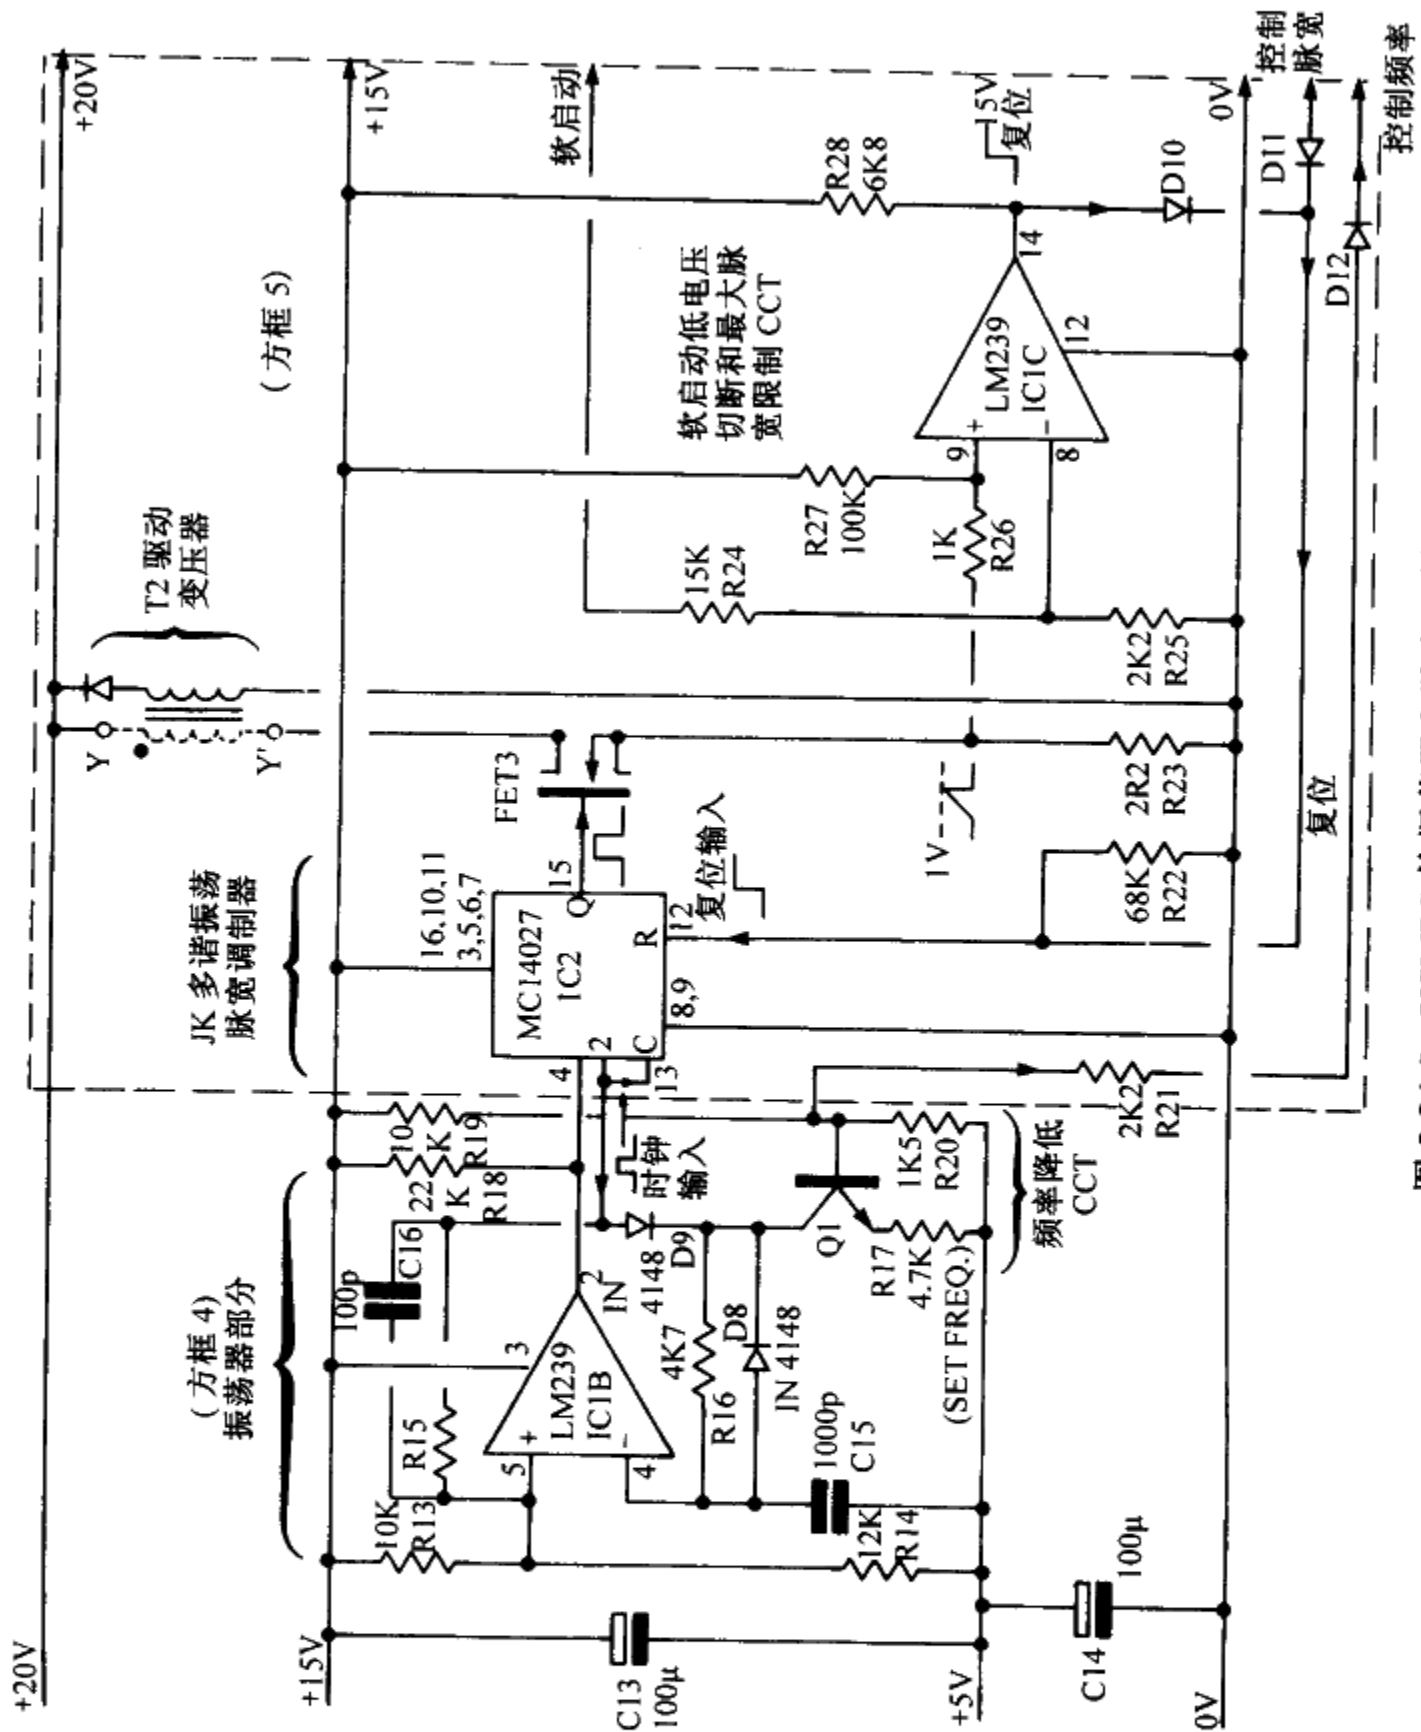 +20V
+20V
+15V
+15V
+5V
0V
0V
(方框 4)
振荡器部分
JK 多谐振荡
脉宽调制器
(方框 5)
T2 驱动
变压器
Y
Y'
软启动
软启动低电压
切断和最大脉
宽限制 CCT
C13
100μ
C14
100μ
10K
R13
12K
R14
R15
100p
C16
LM239
IC1B
+
−
5
4
3
2
1000p
C15
4K7
R16
D8
IN 4148
IN
4148
D9
22
K
R18
10
K
R19
时钟
输入
Q1
R17
4.7K
(SET FREQ.)
1K5
R20
频率降低
CCT
2K2
R21
MC14027
1C2
16,10,11
3,5,6,7
4
2
C
13
8,9
R
12
Q
15
复位输入
FET3
1V
68K
R22
2R2
R23
2K2
R25
15K
R24
1K
R26
R27
100K
R28
6K8
LM239
IC1C
+
−
9
8
14
12
15V
复位
D10
D11
D12
复位
控制
脉宽
控制频率